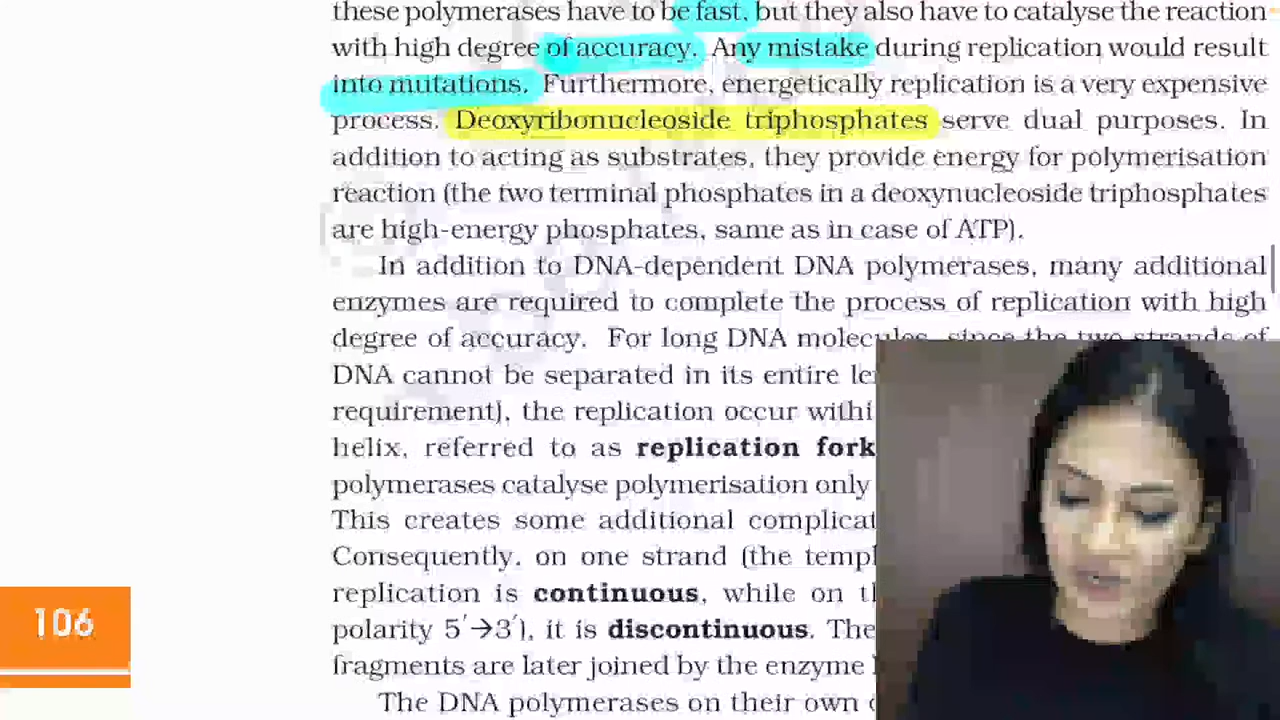 these polymerases have to be fast, but they also have to catalyse the reaction
with high degree of accuracy. Any mistake during replication would result
into mutations. Furthermore, energetically replication is a very expensive
process. Deoxyribonucleoside triphosphates serve dual purposes. In
addition to acting as substrates, they provide energy for polymerisation
reaction (the two terminal phosphates in a deoxynucleoside triphosphates
are high-energy phosphates, same as in case of ATP).
In addition to DNA-dependent DNA polymerases, many additional
enzymes are required to complete the process of replication with high
degree of accuracy. For long DNA molecules, since the two strands of
DNA cannot be separated in its entire
requirement), the replication occur
helix, referred to as replication fork
polymerases catalyse polymerisation only
This creates some additional
Consequently, on one strand (the
replication is continuous, while on
polarity 5′→3′), it is discontinuous. The
fragments are later joined by the enzyme
106
The DNA polymerases on their own